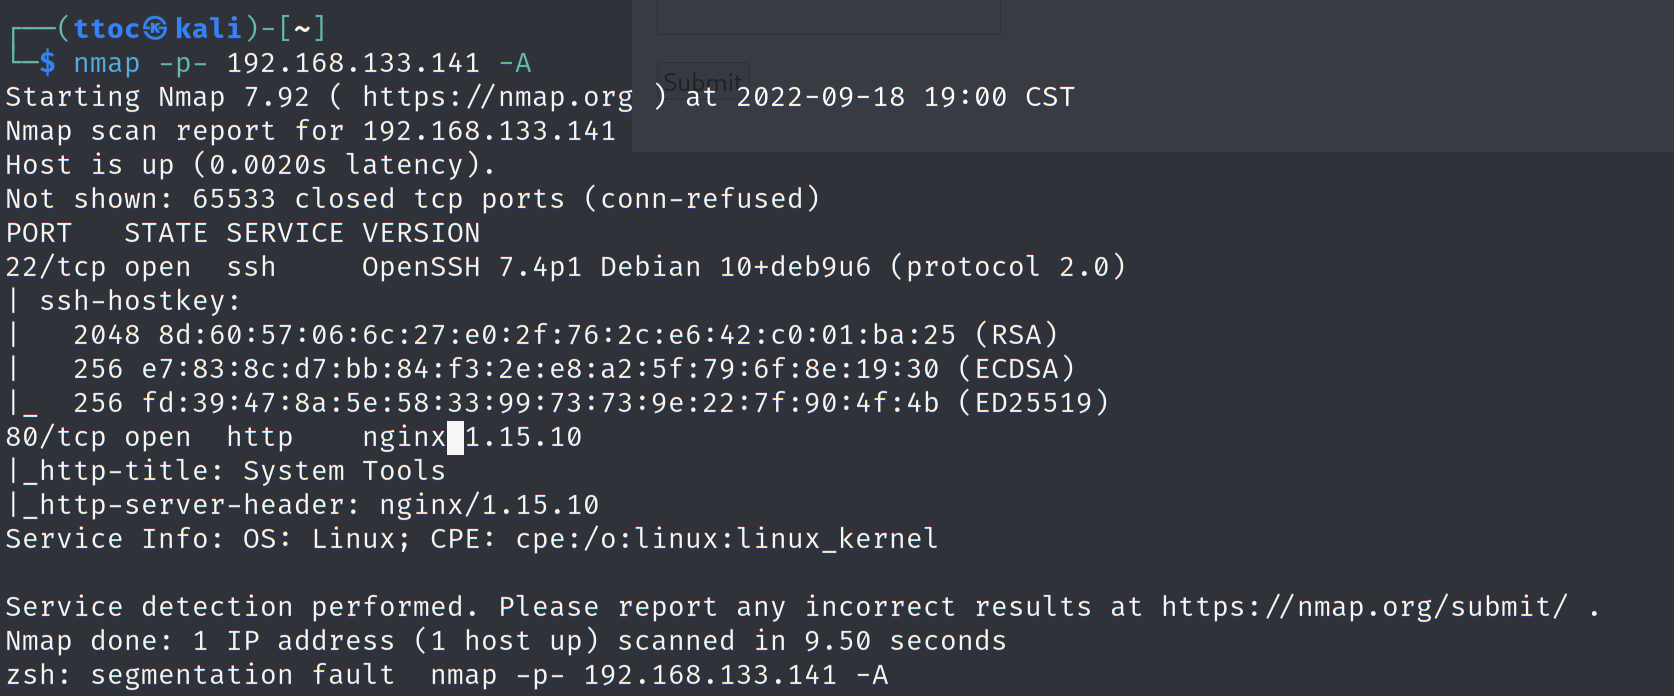 ┌──(ttoc㉿kali)-[~]
└─$ nmap -p- 192.168.133.141 -A
Submit
Starting Nmap 7.92 ( https://nmap.org ) at 2022-09-18 19:00 CST
Nmap scan report for 192.168.133.141
Host is up (0.0020s latency).
Not shown: 65533 closed tcp ports (conn-refused)
PORT   STATE SERVICE VERSION
22/tcp open  ssh     OpenSSH 7.4p1 Debian 10+deb9u6 (protocol 2.0)
| ssh-hostkey:
|   2048 8d:60:57:06:6c:27:e0:2f:76:2c:e6:42:c0:01:ba:25 (RSA)
|   256 e7:83:8c:d7:bb:84:f3:2e:e8:a2:5f:79:6f:8e:19:30 (ECDSA)
|_  256 fd:39:47:8a:5e:58:33:99:73:73:9e:22:7f:90:4f:4b (ED25519)
80/tcp open  http    nginx 1.15.10
|_http-title: System Tools
|_http-server-header: nginx/1.15.10
Service Info: OS: Linux; CPE: cpe:/o:linux:linux_kernel
Service detection performed. Please report any incorrect results at https://nmap.org/submit/ .
Nmap done: 1 IP address (1 host up) scanned in 9.50 seconds
zsh: segmentation fault  nmap -p- 192.168.133.141 -A